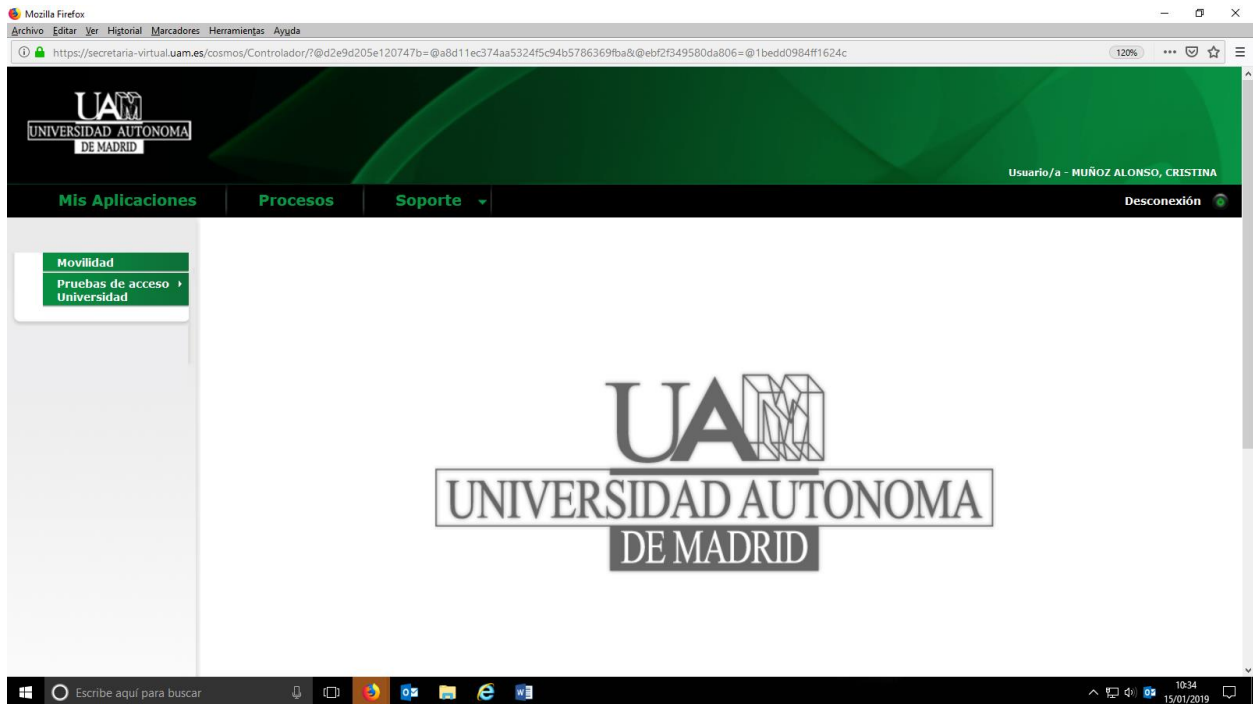 Mozilla Firefox
Archivo Editar Ver Historial Marcadores Herramientas Ayuda
https://secretaria-virtual.uam.es/cosmos/Controlador/?@d2e9d205e120747b=@a8d11ec374aa5324f5c94b5786369fba&@ebf2f349580da806=@1bedd0984ff1624c 120%
UAM
UNIVERSIDAD AUTONOMA
DE MADRID
Usuario/a - MUÑOZ ALONSO, CRISTINA
Mis Aplicaciones Procesos Soporte Desconexión
Movilidad
Pruebas de acceso
Universidad
UAM
UNIVERSIDAD AUTONOMA
DE MADRID
Escribe aquí para buscar
10:34
15/01/2019